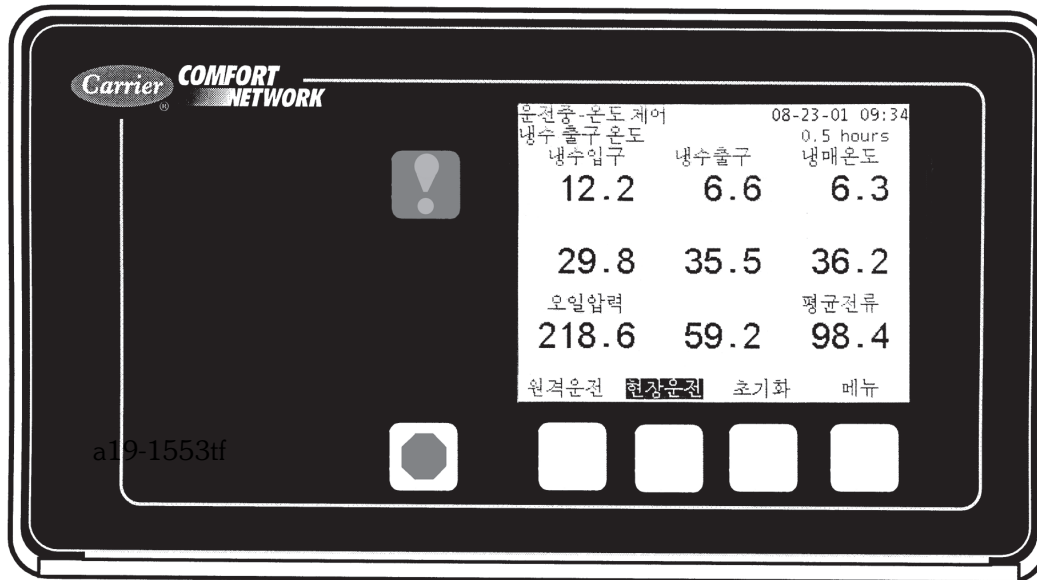 Carrier
®
COMFORT
NETWORK
운전중-온도 제어 08-23-01 09:34
냉수 출구 온도 0.5 hours
냉수입구 냉수출구 냉매온도
12.2 6.6 6.3
29.8 35.5 36.2
오일압력 평균전류
218.6 59.2 98.4
원격운전 현장운전 초기화 메뉴
a19-1553tf